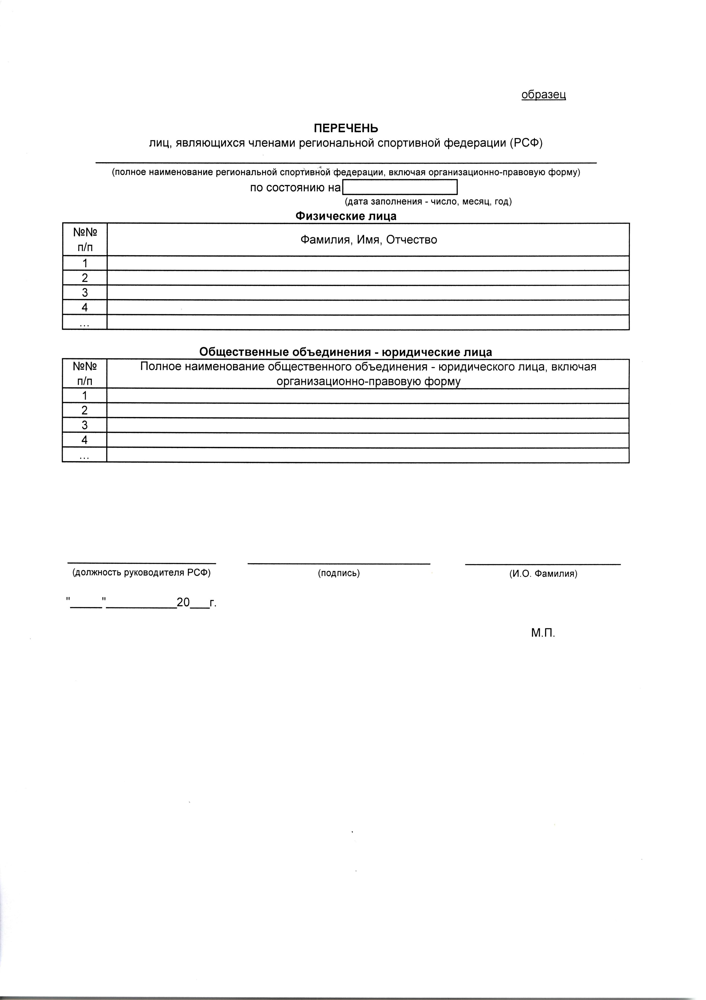 образец
ПЕРЕЧЕНЬ
лиц, являющихся членами региональной спортивной федерации (РСФ)
(полное наименование региональной спортивной федерации, включая организационно-правовую форму)
по состоянию на
(дата заполнения - число, месяц, год)
Физические лица
№№
п/п
Фамилия, Имя, Отчество
1
2
3
4
...
Общественные объединения - юридические лица
№№
п/п
Полное наименование общественного объединения - юридического лица, включая
организационно-правовую форму
1
2
3
4
...
(должность руководителя РСФ) (подпись) (И.О. Фамилия)
"_____"___________20___г.
М.П.